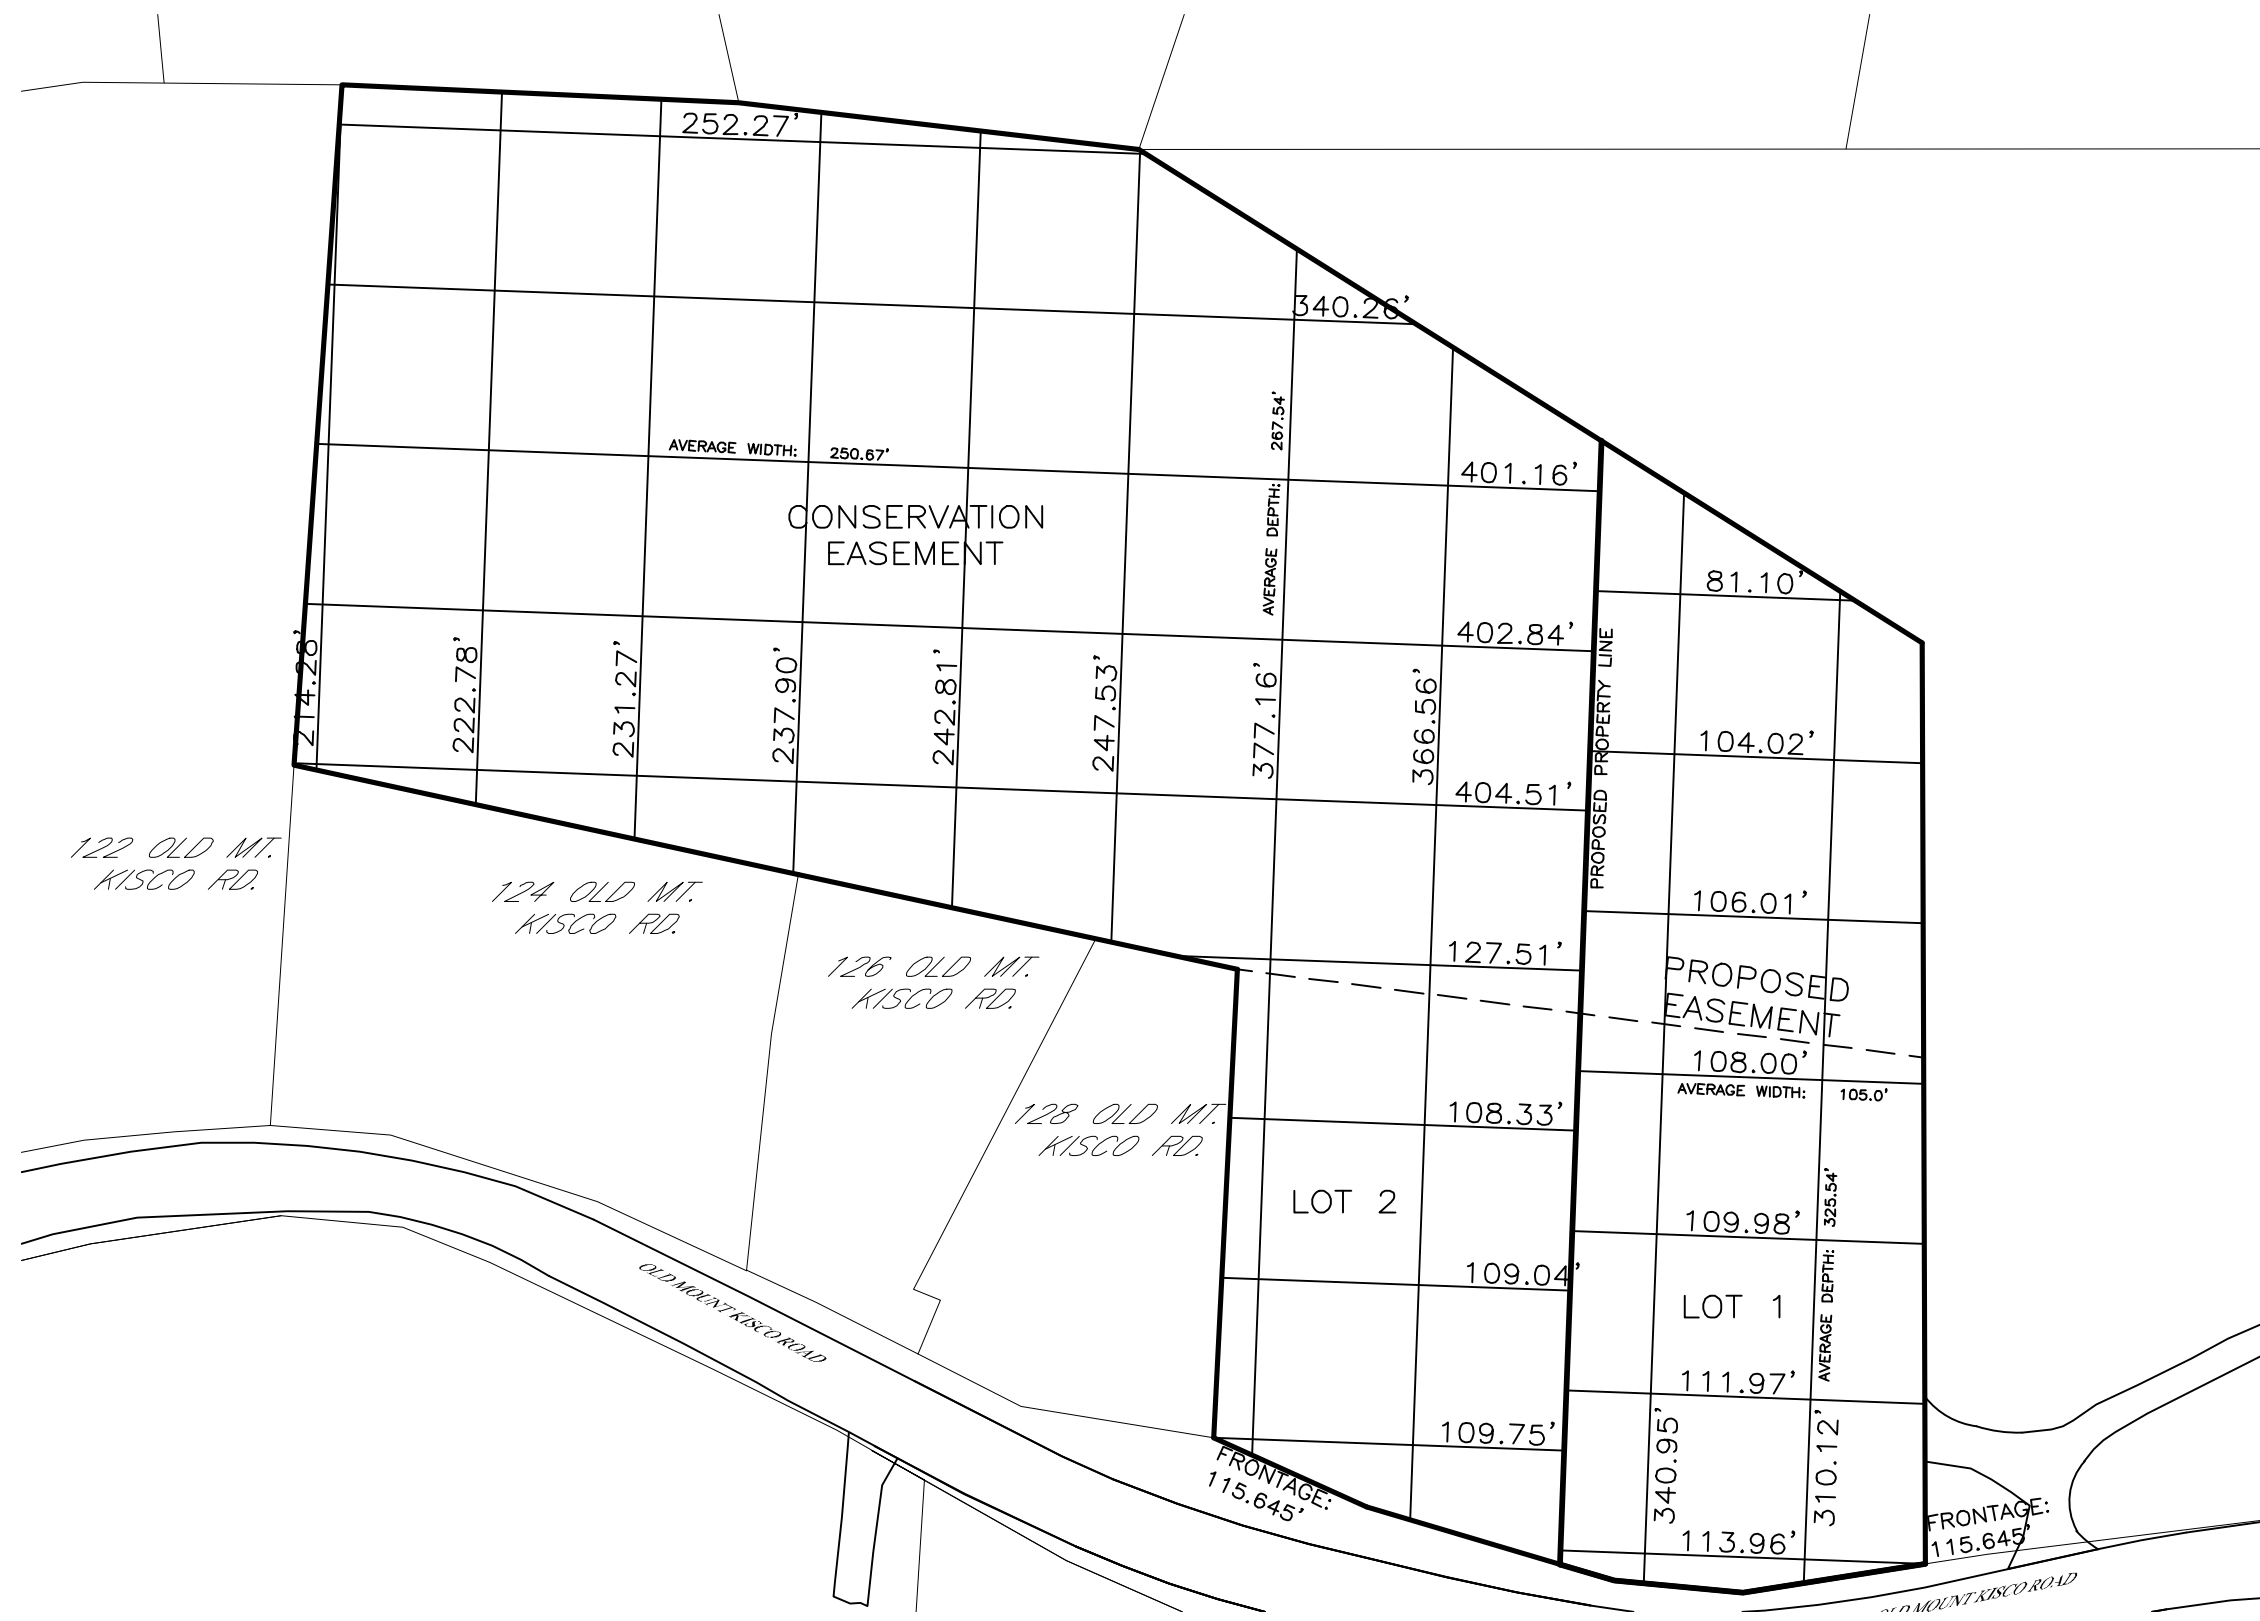 252.27’
340.26’
AVERAGE DEPTH: 267.54’
AVERAGE WIDTH: 250.67’
401.16’
CONSERVATION
EASEMENT
81.10’
402.84’
PROPOSED PROPERTY LINE
214.28’
222.78’
231.27’
237.90’
242.81’
247.53’
377.16’
366.56’
104.02’
404.51’
122 OLD MT.
KISCO RD.
124 OLD MT.
KISCO RD.
106.01’
126 OLD MT.
KISCO RD.
127.51’
PROPOSED
EASEMENT
108.00’
AVERAGE WIDTH: 105.0’
128 OLD MT.
KISCO RD.
108.33’
LOT 2
109.98’
AVERAGE DEPTH: 325.54’
109.04’
LOT 1
OLD MOUNT KISCO ROAD
111.97’
109.75’
340.95’
310.12’
FRONTAGE:
115.645’
113.96’
FRONTAGE:
115.645’
OLD MOUNT KISCO ROAD